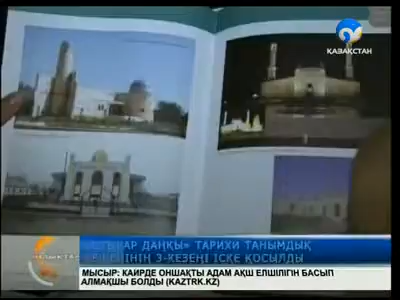 ҚАЗАҚСТАН
ДАҢҚЫ» ТАРИХИ ТАНЫМДЫҚ
3-КЕЗЕҢІ ІСКЕ ҚОСЫЛДЫ
МЫСЫР: КАИРДЕ ОНШАҚТЫ АДАМ АҚШ ЕЛШІЛІГІН БАСЫП
АЛМАҚШЫ БОЛДЫ (KAZTRK.KZ)